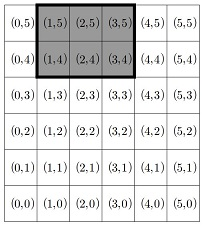 (0,5) (1,5) (2,5) (3,5) (4,5) (5,5)
(0,4) (1,4) (2,4) (3,4) (4,4) (5,4)
(0,3) (1,3) (2,3) (3,3) (4,3) (5,3)
(0,2) (1,2) (2,2) (3,2) (4,2) (5,2)
(0,1) (1,1) (2,1) (3,1) (4,1) (5,1)
(0,0) (1,0) (2,0) (3,0) (4,0) (5,0)